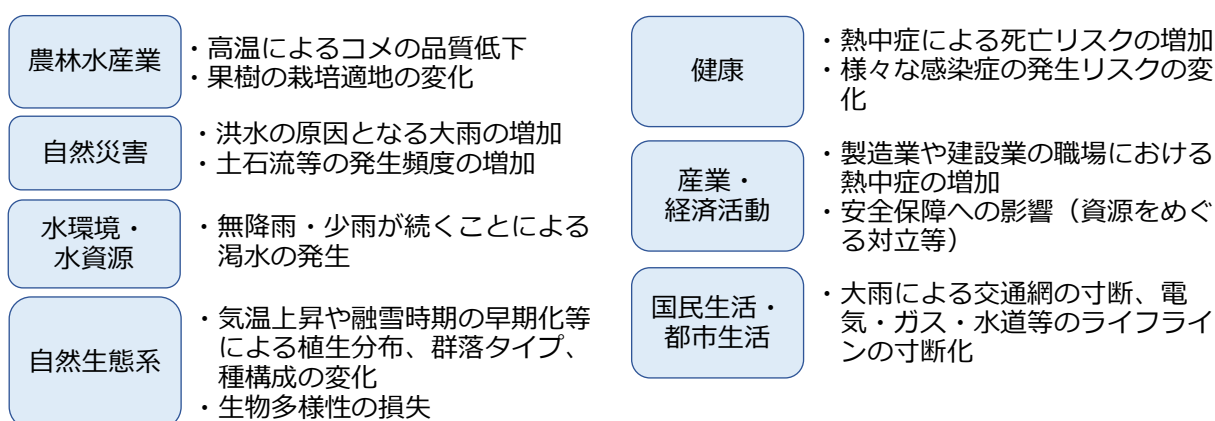 農林水産業
・高温によるコメの品質低下
・果樹の栽培適地の変化
自然災害
・洪水の原因となる大雨の増加
・土石流等の発生頻度の増加
水環境・
水資源
・無降雨・少雨が続くことによる
渇水の発生
自然生態系
・気温上昇や融雪時期の早期化等
による植生分布、群落タイプ、
種構成の変化
・生物多様性の損失
健康
・熱中症による死亡リスクの増加
・様々な感染症の発生リスクの変
化
産業・
経済活動
・製造業や建設業の職場における
熱中症の増加
・安全保障への影響（資源をめぐ
る対立等）
国民生活・
都市生活
・大雨による交通網の寸断、電
気・ガス・水道等のライフライ
ンの寸断化